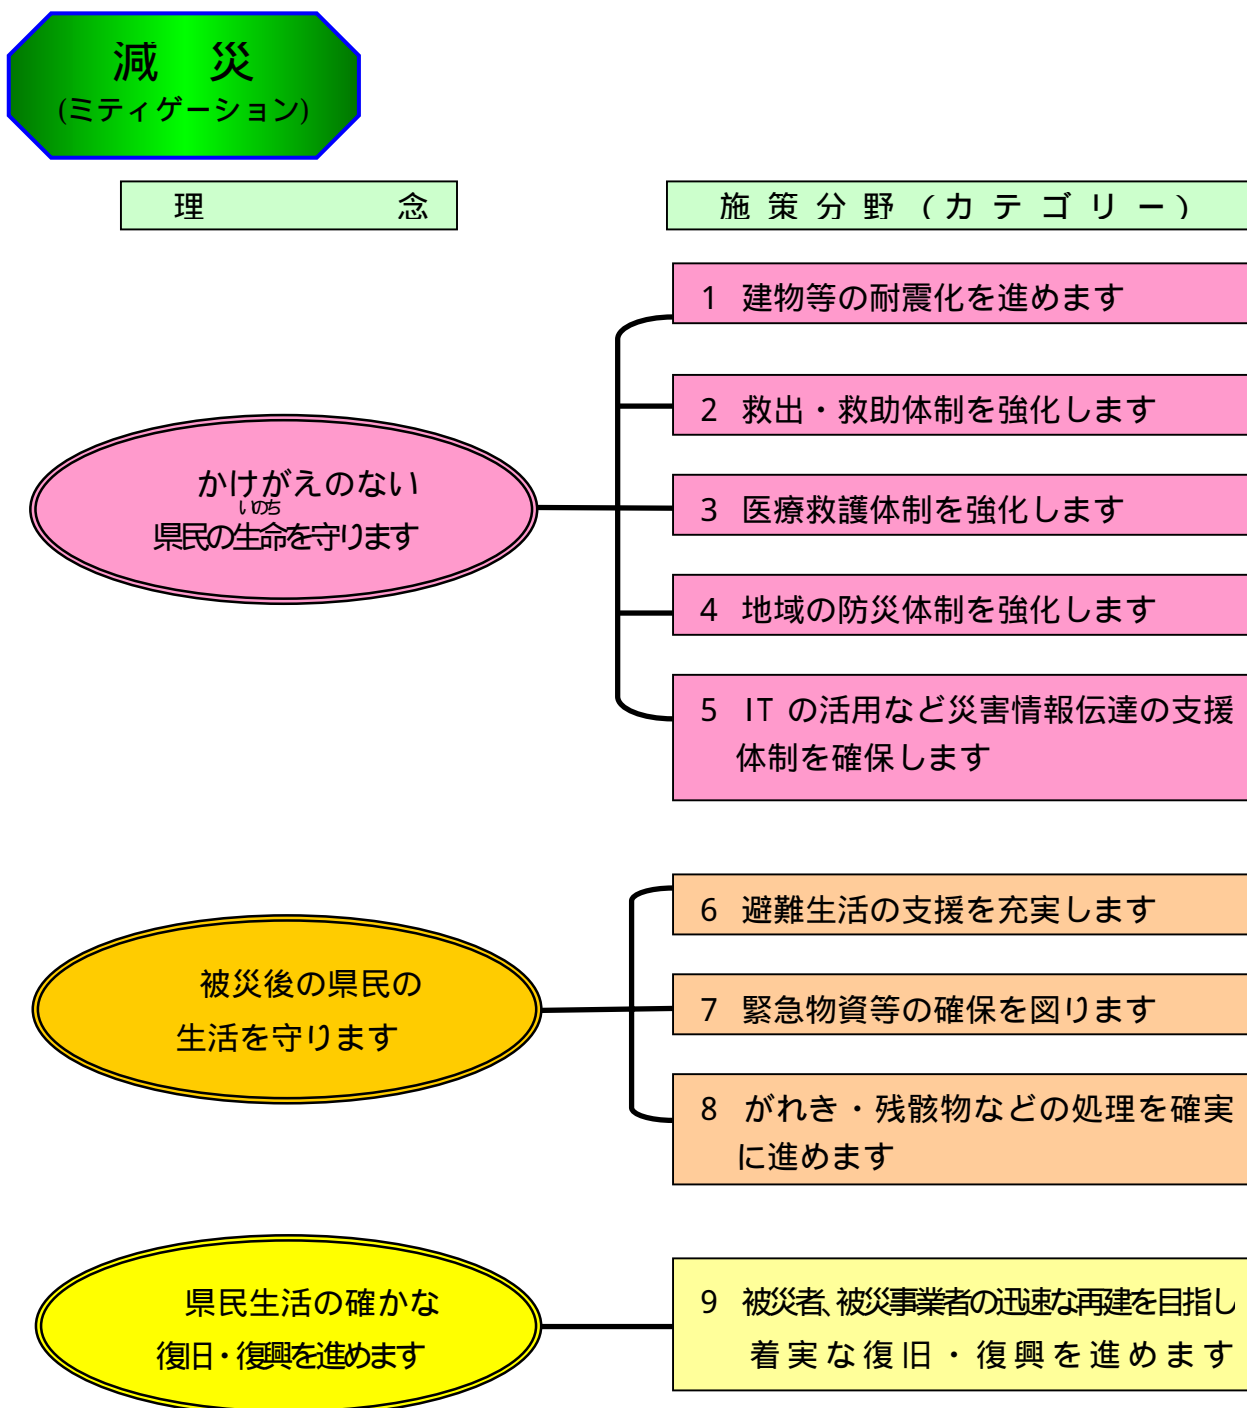 減 災
(ミティゲーション)
理 念
施策分野(カテゴリー)
1 建物等の耐震化を進めます
2 救出・救助体制を強化します
かけがえのない
いのち
県民の生命を守ります
3 医療救護体制を強化します
4 地域の防災体制を強化します
5 ITの活用など災害情報伝達の支援
体制を確保します
6 避難生活の支援を充実します
被災後の県民の
生活を守ります
7 緊急物資等の確保を図ります
8 がれき・残骸物などの処理を確実
に進めます
県民生活の確かな
復旧・復興を進めます
9 被災者、被災事業者の迅速な再建を目指し
着実な復旧・復興を進めます